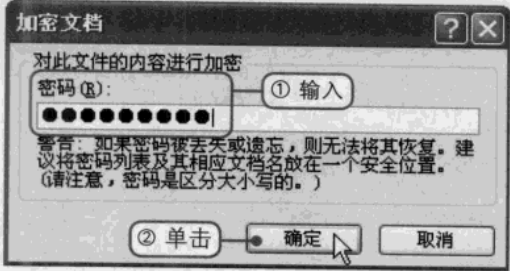 加密文档
对此文件的内容进行加密
密码(R):
① 输入
●●●●●●●●●
警告: 如果密码被丢失或遗忘，则无法将其恢复。建
议将密码列表及其相应文档名放在一个安全位置。
(请注意，密码是区分大小写的。)
② 单击
确定
取消